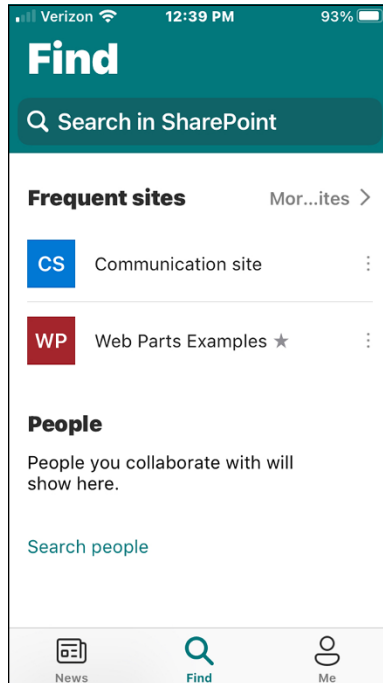 Verizon 12:39 PM 93%
Find
Search in SharePoint
Frequent sites Mor...ites >
CS Communication site
WP Web Parts Examples ★
People
People you collaborate with will
show here.
Search people
News Find Me